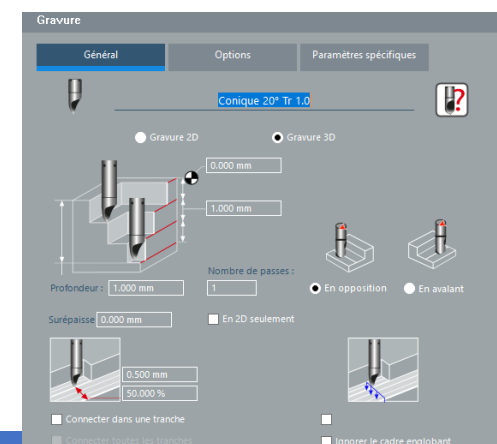 Gravure
Général Options Paramètres spécifiques
Conique 20° Tr 1.0
?
Gravure 2D Gravure 3D
0.000 mm
1.000 mm
Nombre de passes :
Profondeur : 1.000 mm 1 En opposition En avalant
Surépaisse 0.000 mm En 2D seulement
0.500 mm
50.000 %
Connecter dans une tranche
Connecter toutes les tranches Ignorer le cadre englobant